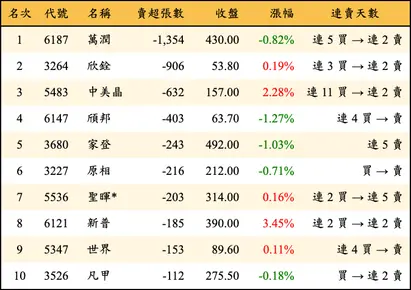 名次 代號 名稱 賣超張數 收盤 漲幅 連賣天數
1 6187 萬潤 -1,354 430.00 -0.82% 連 5 買 → 連 2 賣
2 3264 欣銓 -906 53.80 0.19% 連 3 買 → 連 2 賣
3 5483 中美晶 -632 157.00 2.28% 連 11 買 → 連 2 賣
4 6147 頎邦 -403 63.70 -1.27% 連 4 買 → 賣
5 3680 家登 -243 492.00 -1.03% 連 5 賣
6 3227 原相 -216 212.00 -0.71% 買 → 賣
7 5536 聖暉* -203 314.00 0.16% 連 2 買 → 連 5 賣
8 6121 新普 -185 390.00 3.45% 連 2 買 → 連 2 賣
9 5347 世界 -153 89.60 0.11% 連 4 買 → 賣
10 3526 凡甲 -112 275.50 -0.18% 買 → 連 2 賣